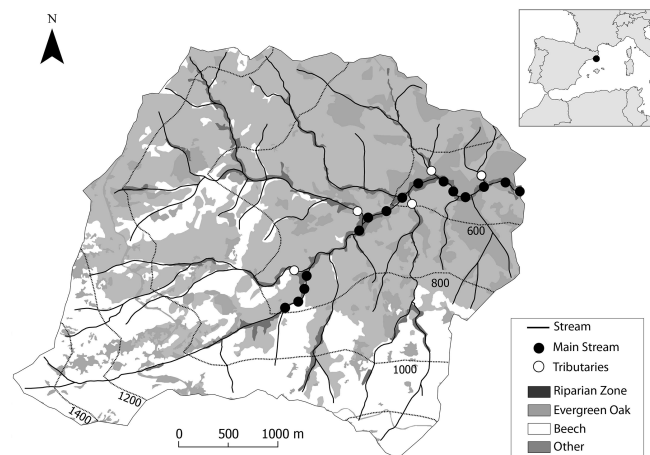 N
600
800
1000
1200
1400
0 500 1000 m
Stream
Main Stream
Tributaries
Riparian Zone
Evergreen Oak
Beech
Other